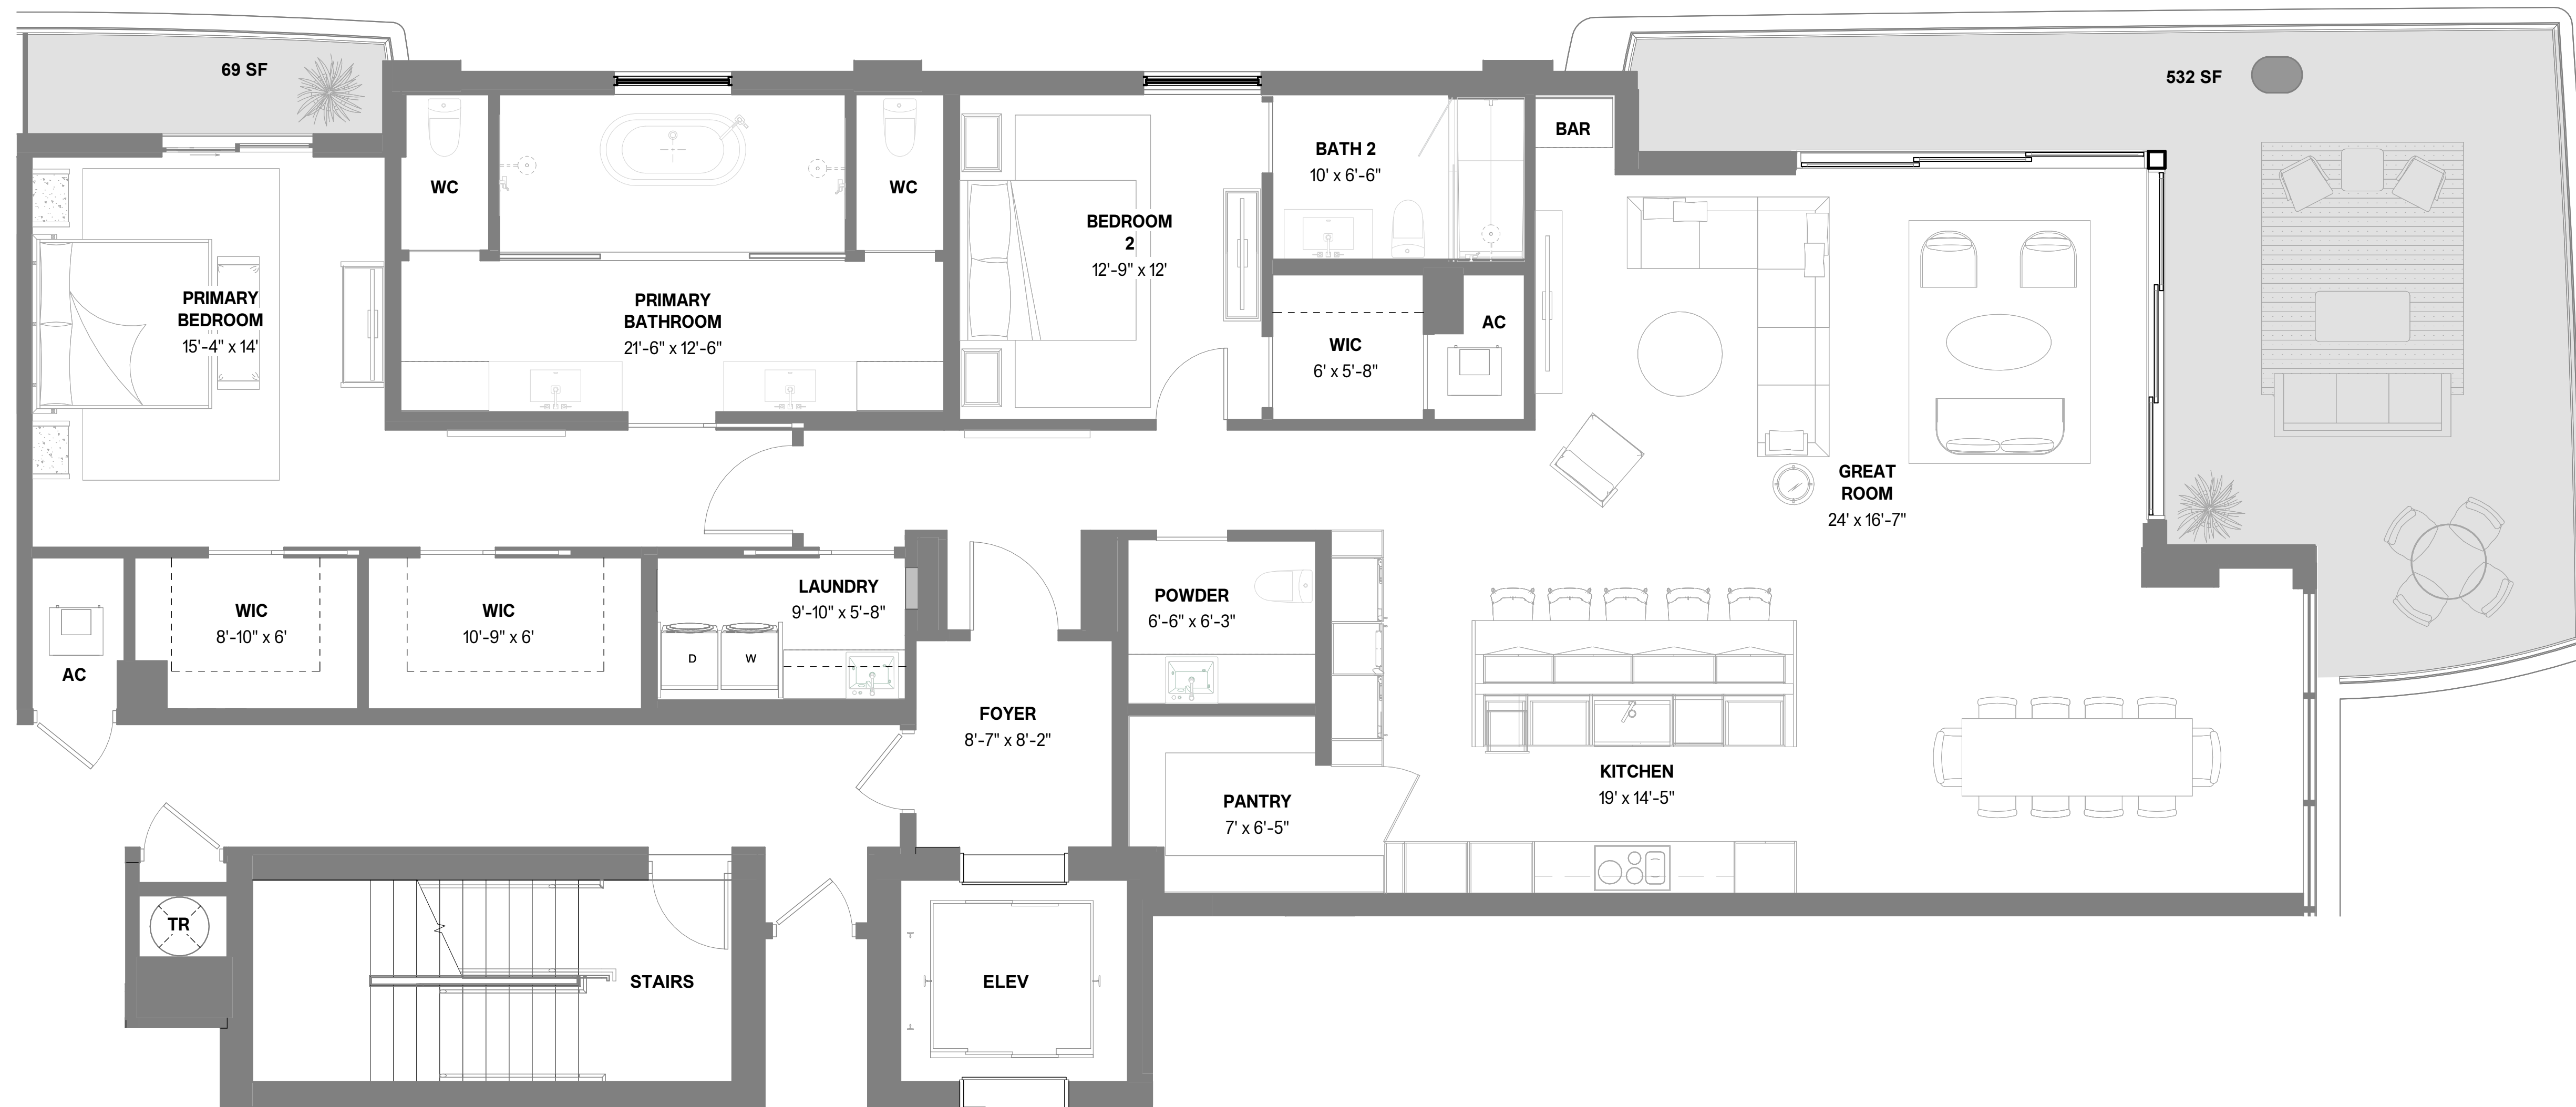 69 SF
532 SF
BAR
WC
WC
BATH 2
10' x 6'-6"
BEDROOM
2
12'-9" x 12'
PRIMARY
BEDROOM
15'-4" x 14'
PRIMARY
BATHROOM
21'-6" x 12'-6"
AC
WIC
6' x 5'-8"
GREAT
ROOM
24' x 16'-7"
WIC
8'-10" x 6'
WIC
10'-9" x 6'
LAUNDRY
9'-10" x 5'-8"
D
W
POWDER
6'-6" x 6'-3"
AC
FOYER
8'-7" x 8'-2"
KITCHEN
19' x 14'-5"
PANTRY
7' x 6'-5"
TR
STAIRS
ELEV